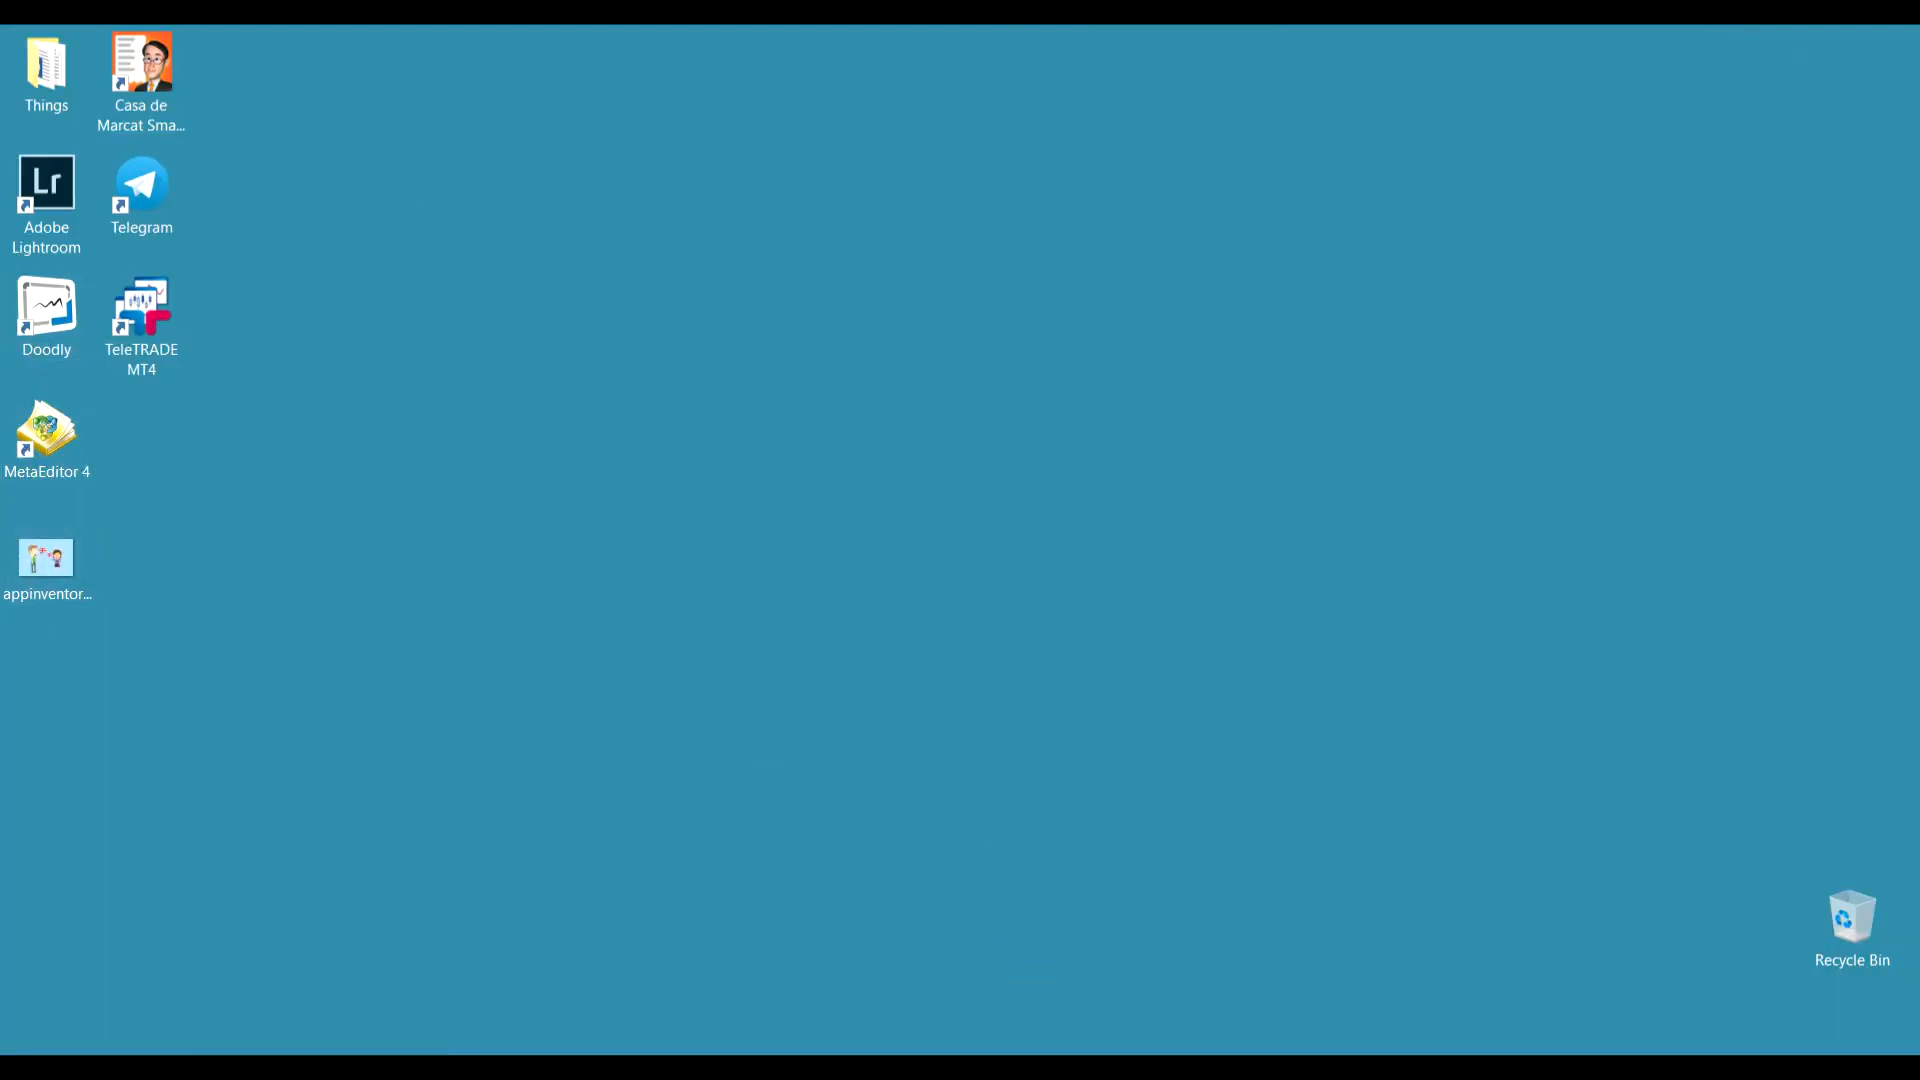 Things
Casa de
Marcat Sma...
Lr
Adobe
Lightroom
Telegram
Doodly
TeleTRADE
MT4
MetaEditor 4
appinventor...
Recycle Bin